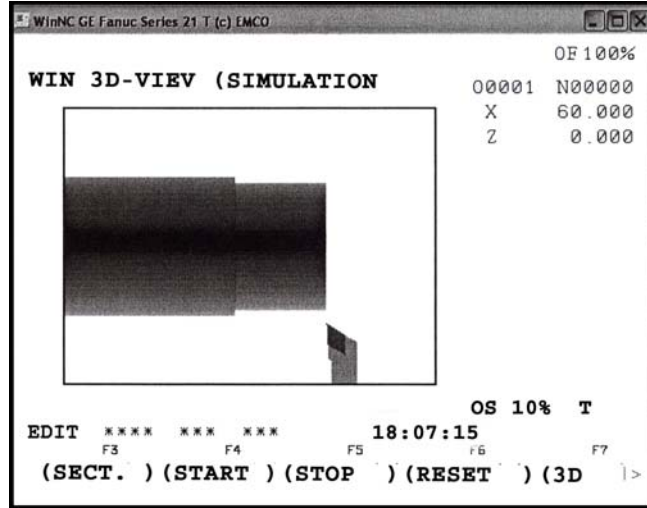 WinNC GE Fanuc Series 21 T (c) EMCO
OF 100%
WIN 3D-VIEV (SIMULATION
O0001 N00000
X 60.000
Z 0.000
OS 10% T
EDIT **** *** *** 18:07:15
F3 F4 F5 F6 F7
(SECT. ) (START ) (STOP ) (RESET ) (3D |>